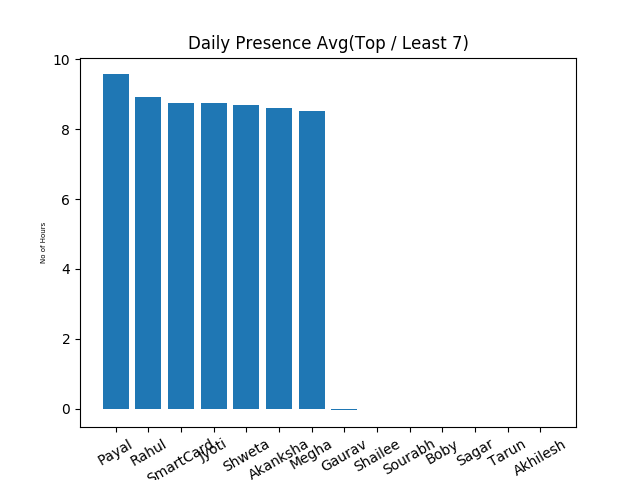 Daily Presence Avg(Top / Least 7)
10
8
6
4
2
0
No of Hours
Payal
Rahul
SmartCard
Jyoti
Shweta
Akanksha
Megha
Gaurav
Shailee
Sourabh
Boby
Sagar
Tarun
Akhilesh